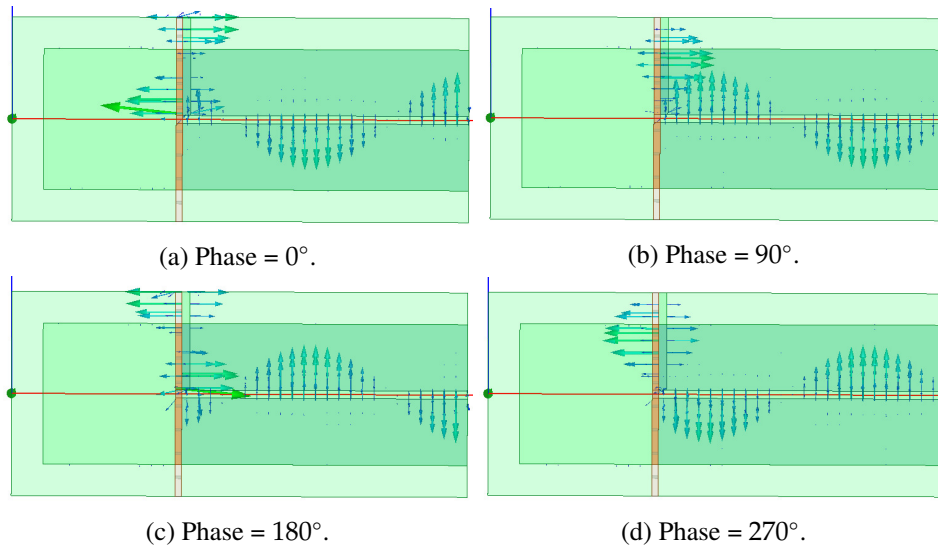 (a) Phase = 0°.
(b) Phase = 90°.
(c) Phase = 180°.
(d) Phase = 270°.